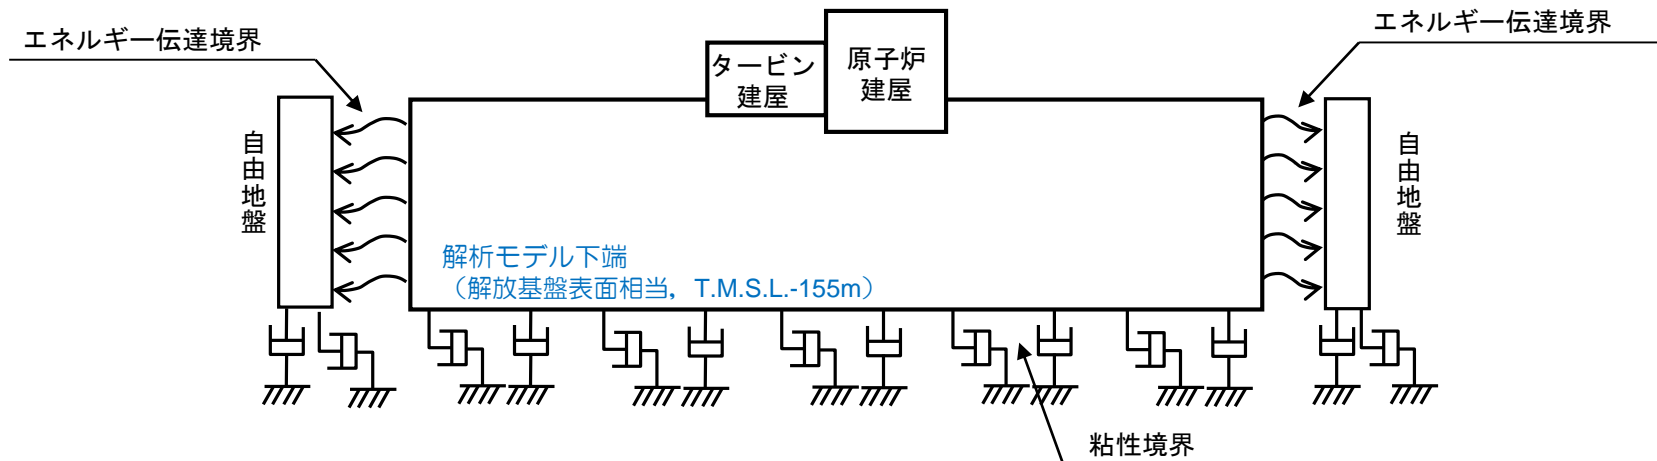 エネルギー伝達境界
エネルギー伝達境界
タービン
建屋
原子炉
建屋
自由地盤
自由地盤
解析モデル下端
（解放基盤表面相当，T.M.S.L.-155m）
粘性境界